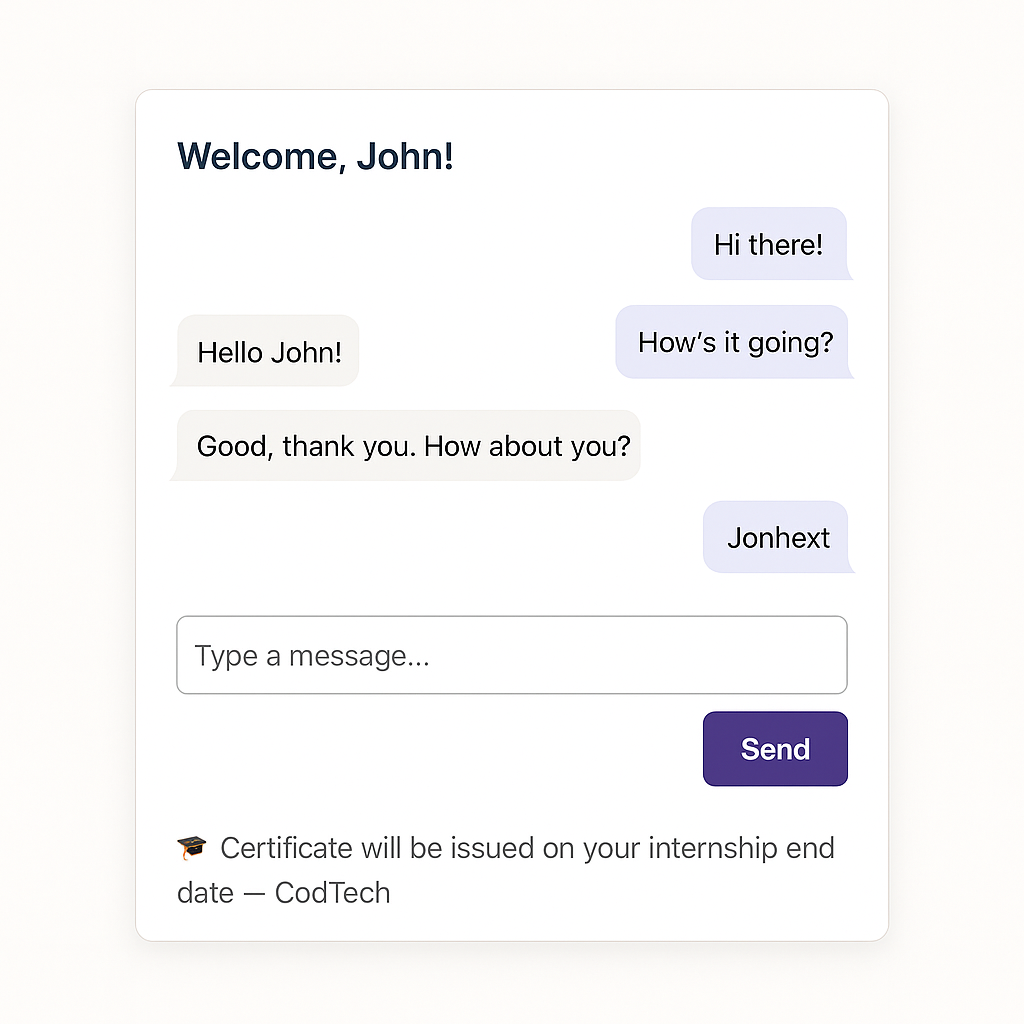 Welcome, John!
Hi there!
How’s it going?
Hello John!
Good, thank you. How about you?
Jonhext
Type a message...
Send
🎓 Certificate will be issued on your internship end
date — CodTech